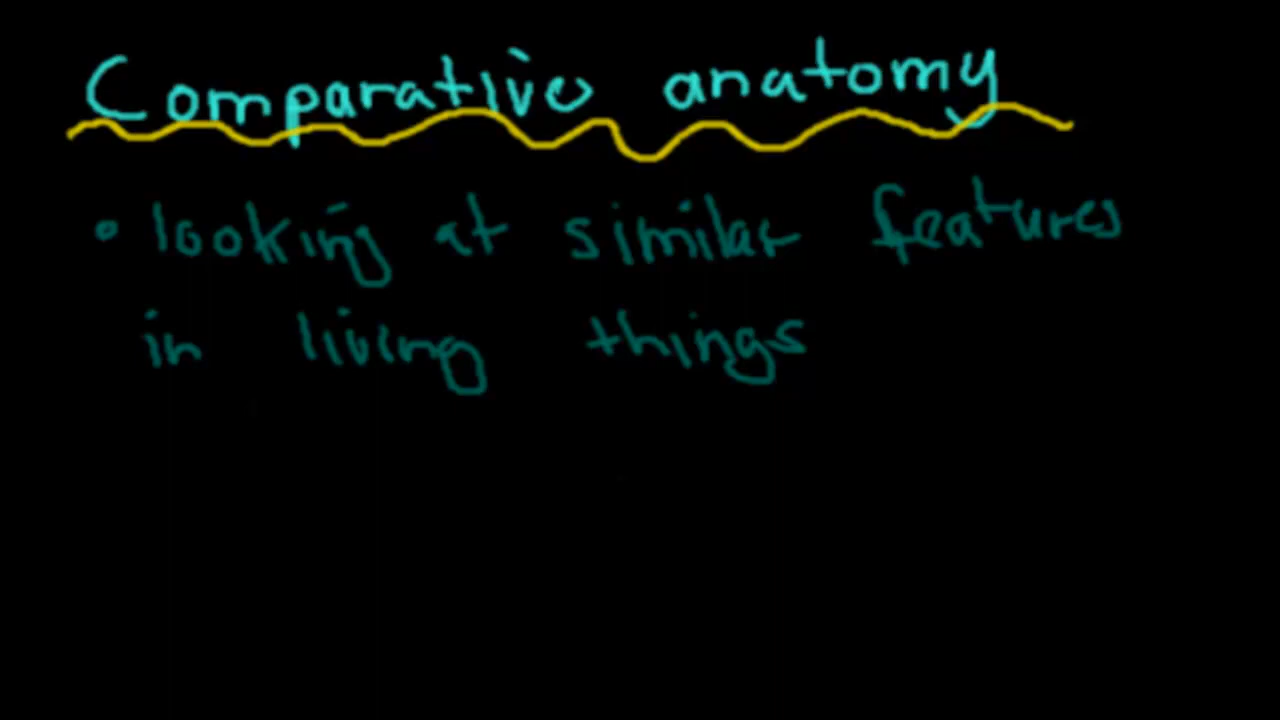 Comparative anatomy
• looking at similar features
in living things